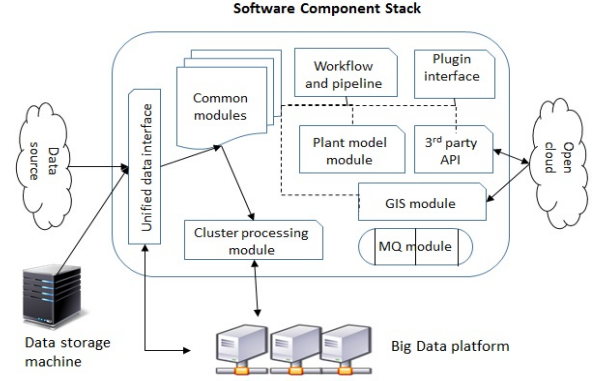 Software Component Stack
Data
source
Unified data interface
Common
modules
Workflow
and pipeline
Plugin
interface
Plant model
module
3rd party
API
Open
cloud
GIS module
Cluster processing
module
MQ module
Data storage
machine
Big Data platform